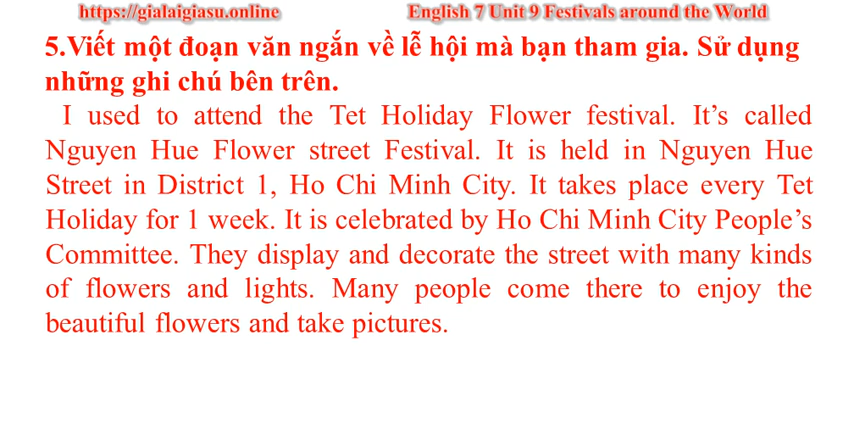 https://gialaigiasu.online English 7 Unit 9 Festivals around the World
5.Viết một đoạn văn ngắn về lễ hội mà bạn tham gia. Sử dụng
những ghi chú bên trên.
I used to attend the Tet Holiday Flower festival. It’s called
Nguyen Hue Flower street Festival. It is held in Nguyen Hue
Street in District 1, Ho Chi Minh City. It takes place every Tet
Holiday for 1 week. It is celebrated by Ho Chi Minh City People’s
Committee. They display and decorate the street with many kinds
of flowers and lights. Many people come there to enjoy the
beautiful flowers and take pictures.